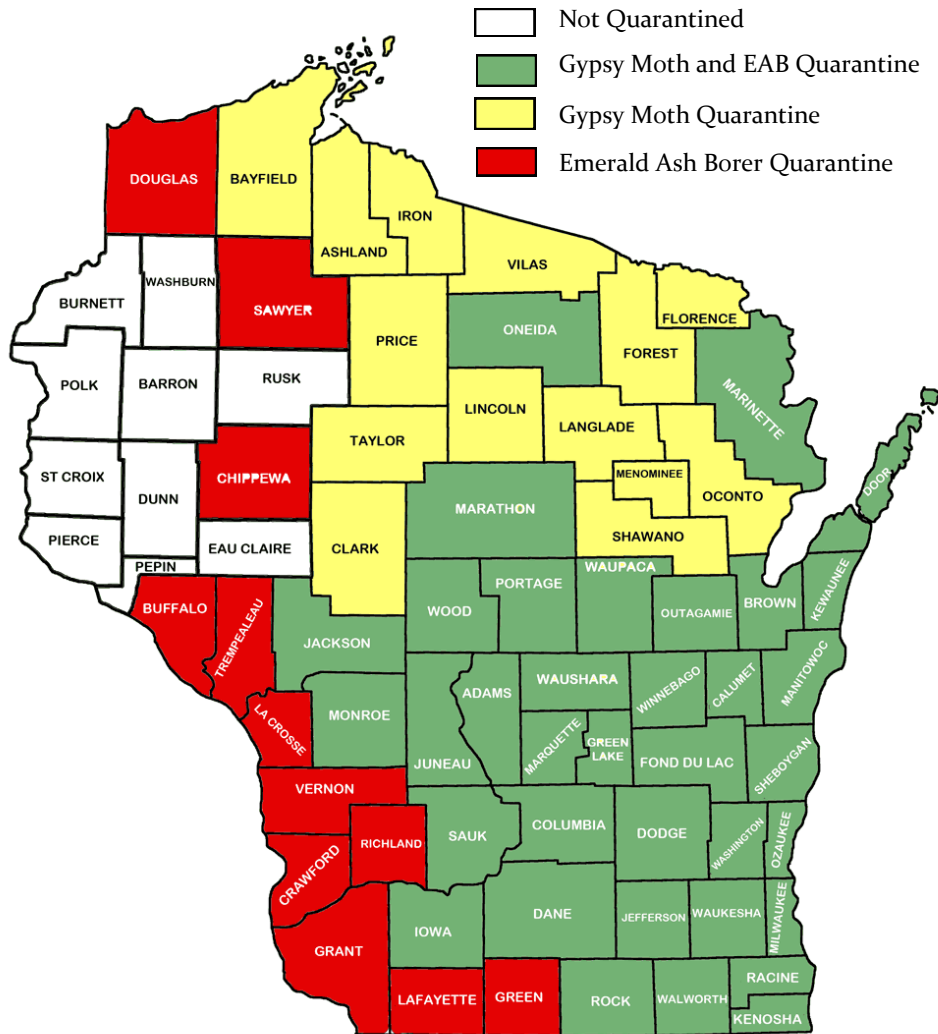 Not Quarantined
Gypsy Moth and EAB Quarantine
Gypsy Moth Quarantine
Emerald Ash Borer Quarantine
DOUGLAS
BAYFIELD
ASHLAND
IRON
VILAS
BURNETT
WASHBURN
SAWYER
PRICE
ONEIDA
FOREST
FLORENCE
MARINETTE
POLK
BARRON
RUSK
TAYLOR
LINCOLN
LANGLADE
MENOMINEE
OCONTO
DOOR
ST CROIX
DUNN
CHIPPEWA
MARATHON
SHAWANO
PIERCE
PEPIN
EAU CLAIRE
CLARK
BUFFALO
TREMPEALEAU
JACKSON
WOOD
PORTAGE
WAUPACA
OUTAGAMIE
BROWN
KEWAUNEE
LA CROSSE
MONROE
JUNEAU
ADAMS
WAUSHARA
WINNEBAGO
CALUMET
MANITOWOC
MARQUETTE
GREEN
LAKE
FOND DU LAC
SHEBOYGAN
VERNON
CRAWFORD
RICHLAND
SAUK
COLUMBIA
DODGE
WASHINGTON
OZAUKEE
GRANT
IOWA
DANE
JEFFERSON
WAUKESHA
MILWAUKEE
LAFAYETTE
GREEN
ROCK
WALWORTH
RACINE
KENOSHA